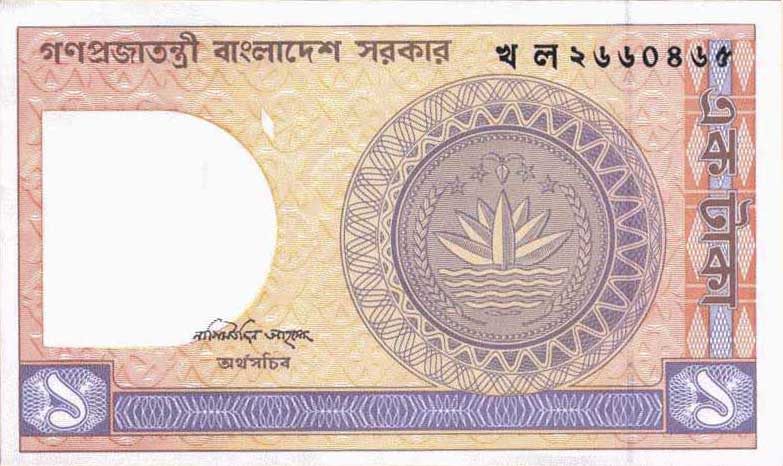 গণপ্রজাতন্ত্রী বাংলাদেশ সরকার
খ ল ২৬৬০৪৬৫
এক টাকা
অর্থসচিব
১
১